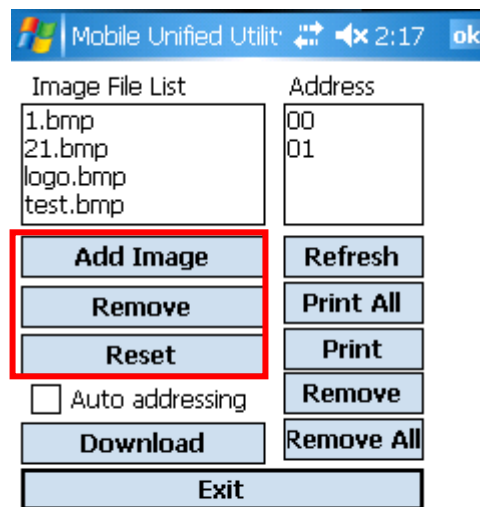 Mobile Unified Utilit 2:17 ok
Image File List
1.bmp
21.bmp
logo.bmp
test.bmp
Add Image
Remove
Reset
Auto addressing
Download
Address
00
01
Refresh
Print All
Print
Remove
Remove All
Exit